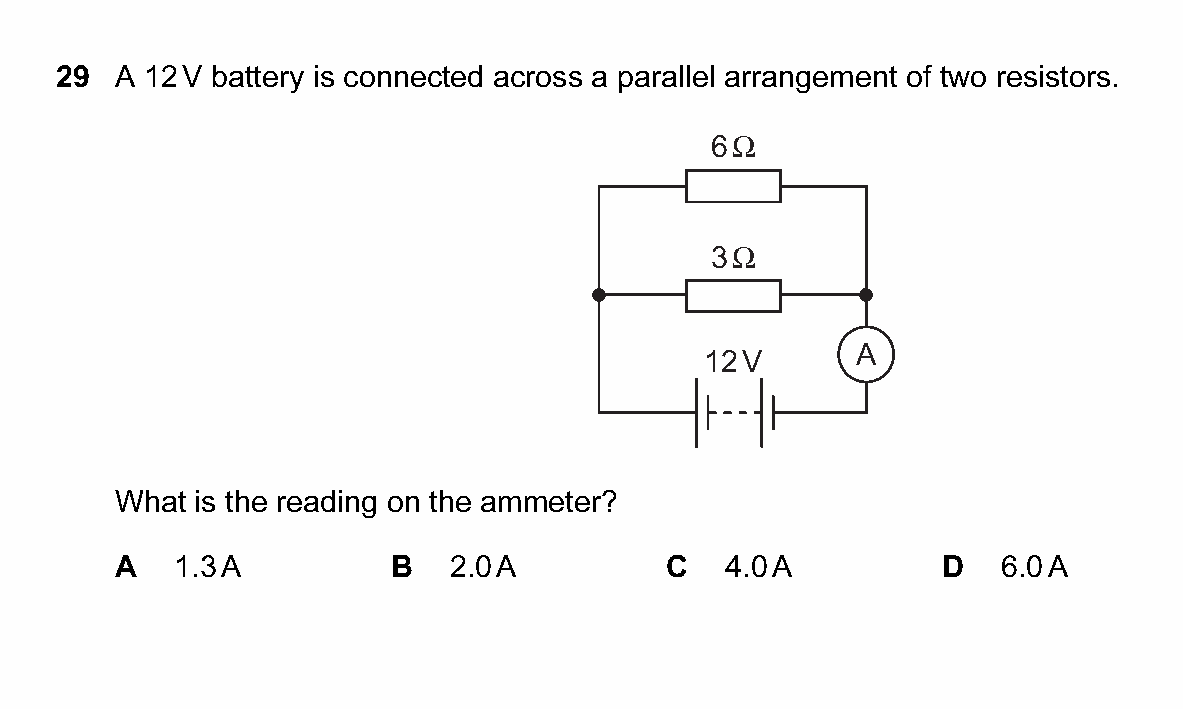 29 A 12 V battery is connected across a parallel arrangement of two resistors.
6 Ω
3 Ω
12 V
A
What is the reading on the ammeter?
A 1.3 A B 2.0 A C 4.0 A D 6.0 A